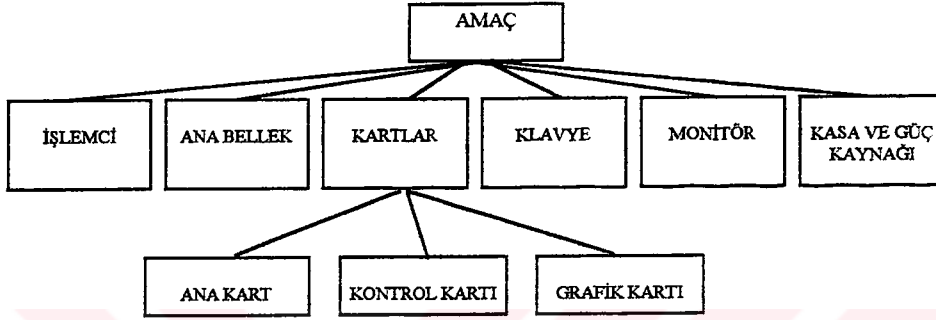 AMAÇ
İŞLEMCİ
ANA BELLEK
KARTLAR
KLAVYE
MONİTÖR
KASA VE GÜÇ
KAYNAĞI
ANA KART
KONTROL KARTI
GRAFİK KARTI